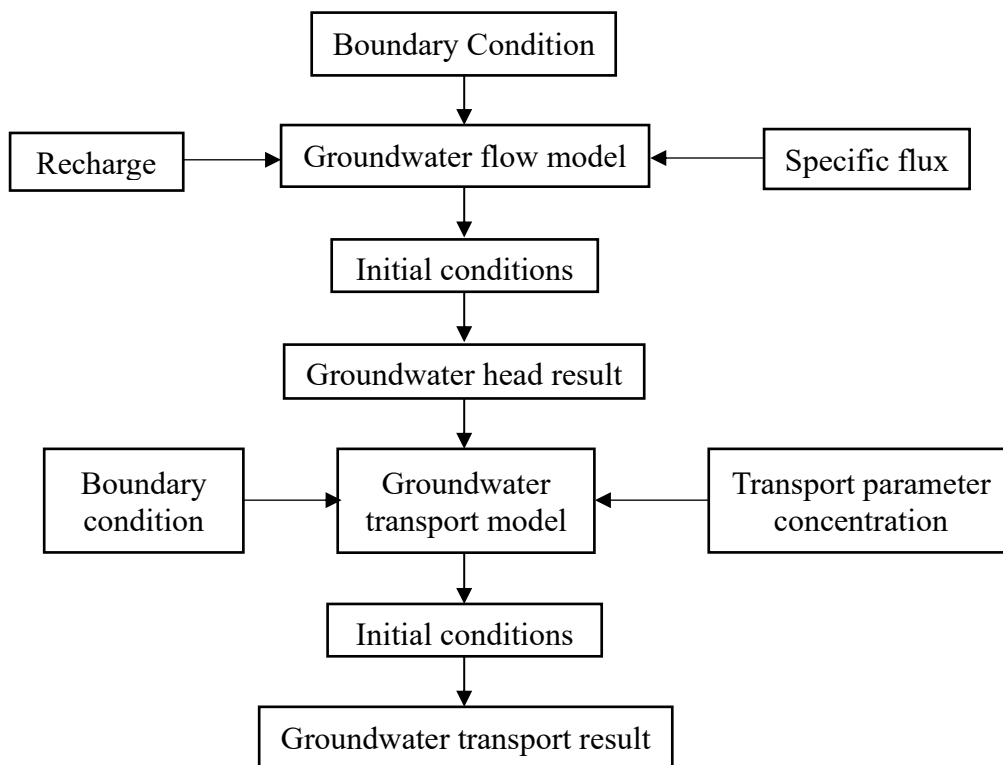 Boundary Condition
Recharge
Groundwater flow model
Specific flux
Initial conditions
Groundwater head result
Boundary
condition
Groundwater
transport model
Transport parameter
concentration
Initial conditions
Groundwater transport result